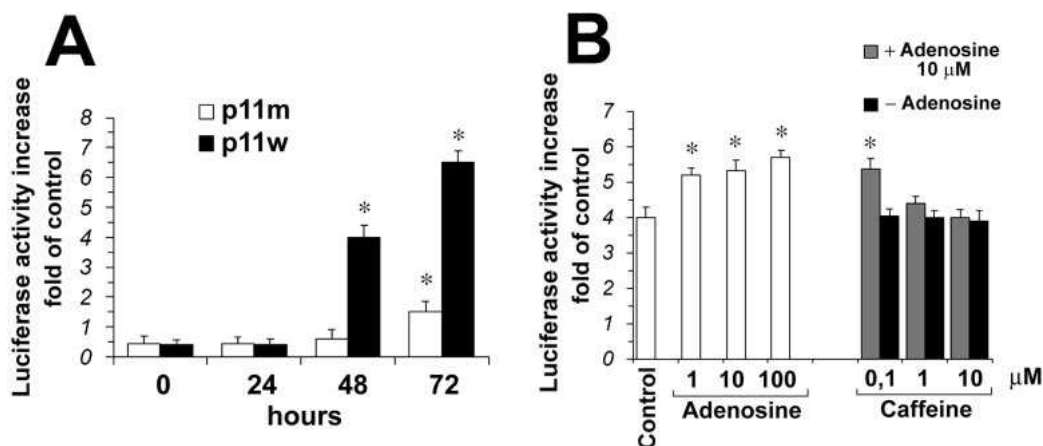 A
Luciferase activity increase
fold of control
p11m
p11w
8
7
6
5
4
3
2
1
0
*
*
*
0 24 48 72
hours
B
+ Adenosine
10 μM
− Adenosine
Luciferase activity increase
fold of control
7
6
5
4
3
2
1
0
* * * *
Control
1 10 100
Adenosine
0,1 1 10 μM
Caffeine